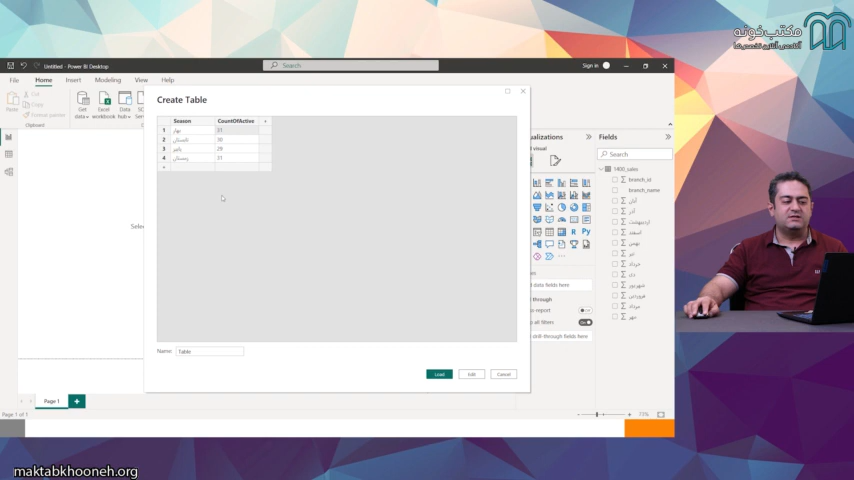 مکتب‌خونه
Untitled - Power BI Desktop
Search
Sign in
File
Home
Insert
Modeling
View
Help
Paste
Cut
Copy
Format painter
Clipboard
Get data
Excel workbook
Data hub
Create Table
Season
CountOfActive
1
بهار
31
2
تابستان
30
3
پاییز
29
4
زمستان
31
Name:
Table
Load
Edit
Cancel
Fields
Search
1400_sales
branch_id
branch_name
آبان
آذر
اردیبهشت
اسفند
بهمن
تیر
خرداد
دی
شهریور
فروردین
مرداد
مهر
Page 1
Page 1 of 1
maktabkhooneh.org